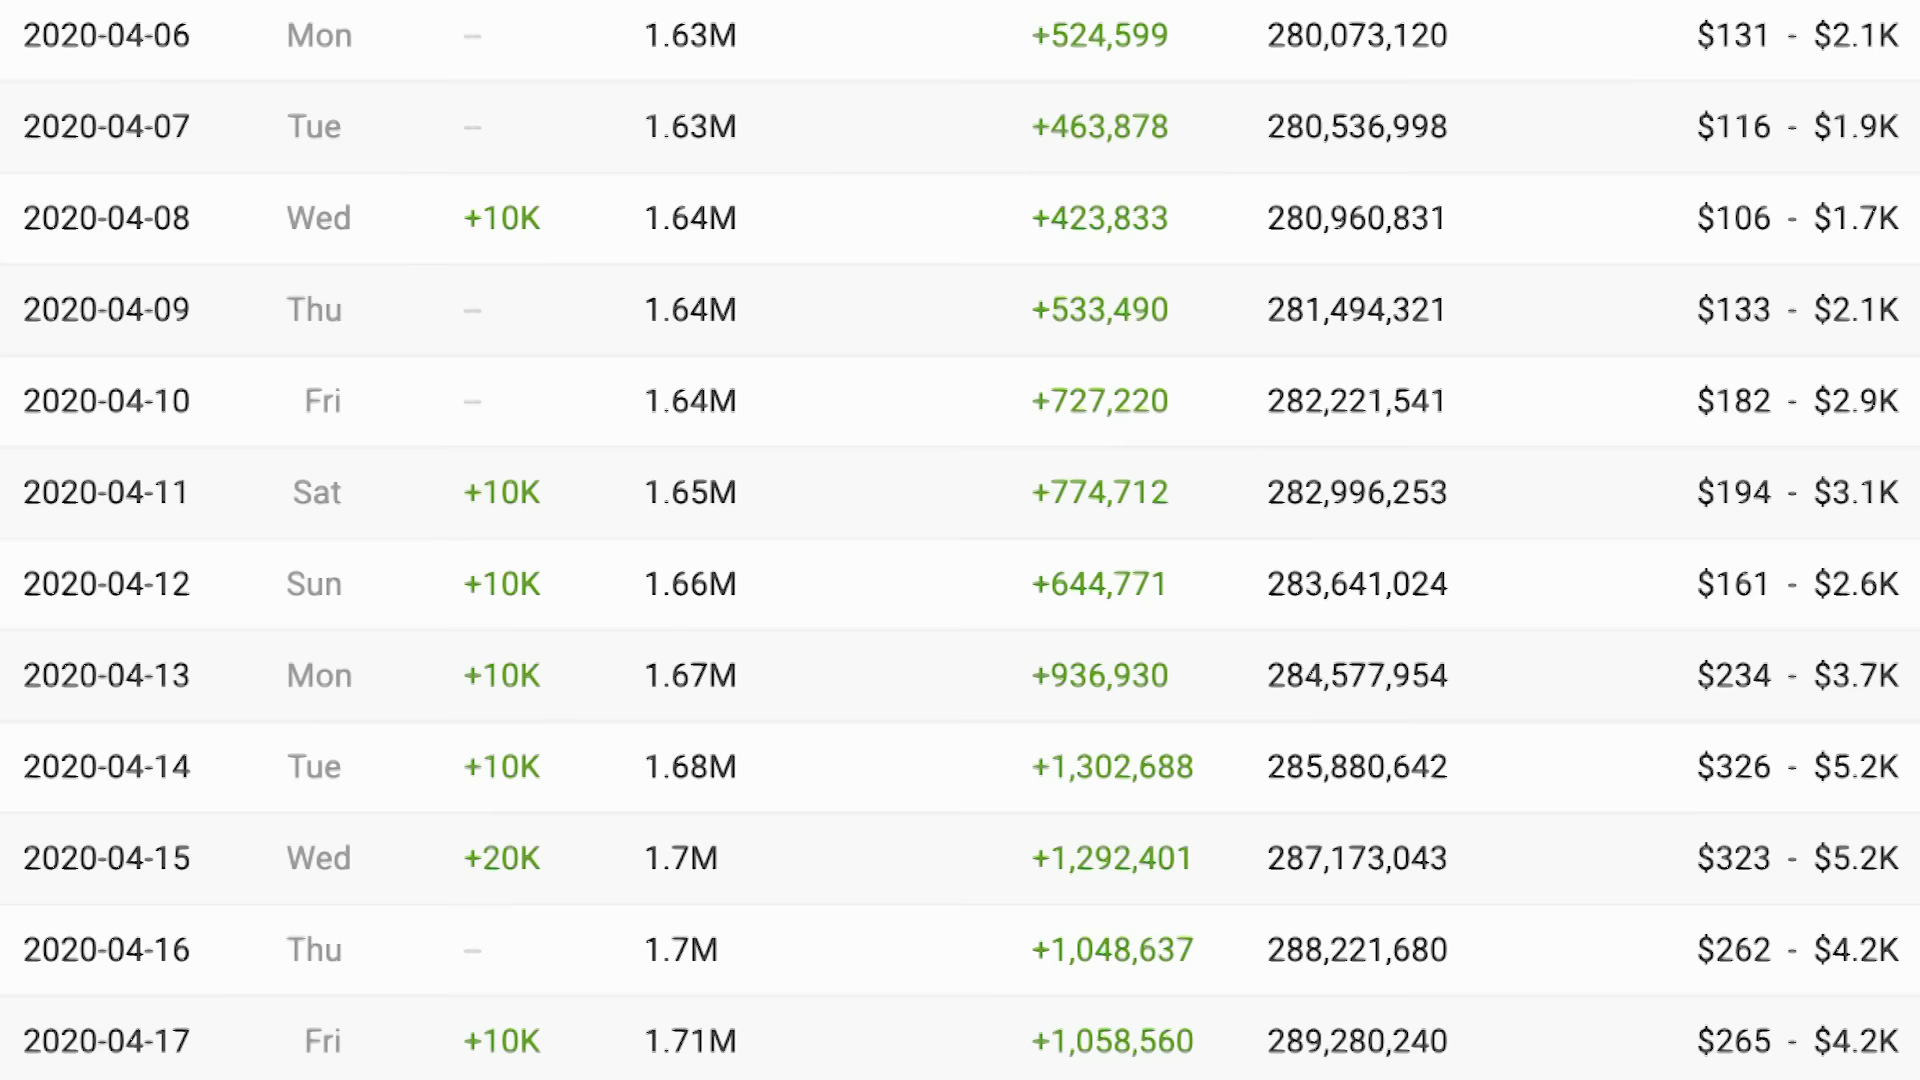 2020-04-06 Mon – 1.63M +524,599 280,073,120 $131 - $2.1K
2020-04-07 Tue – 1.63M +463,878 280,536,998 $116 - $1.9K
2020-04-08 Wed +10K 1.64M +423,833 280,960,831 $106 - $1.7K
2020-04-09 Thu – 1.64M +533,490 281,494,321 $133 - $2.1K
2020-04-10 Fri – 1.64M +727,220 282,221,541 $182 - $2.9K
2020-04-11 Sat +10K 1.65M +774,712 282,996,253 $194 - $3.1K
2020-04-12 Sun +10K 1.66M +644,771 283,641,024 $161 - $2.6K
2020-04-13 Mon +10K 1.67M +936,930 284,577,954 $234 - $3.7K
2020-04-14 Tue +10K 1.68M +1,302,688 285,880,642 $326 - $5.2K
2020-04-15 Wed +20K 1.7M +1,292,401 287,173,043 $323 - $5.2K
2020-04-16 Thu – 1.7M +1,048,637 288,221,680 $262 - $4.2K
2020-04-17 Fri +10K 1.71M +1,058,560 289,280,240 $265 - $4.2K